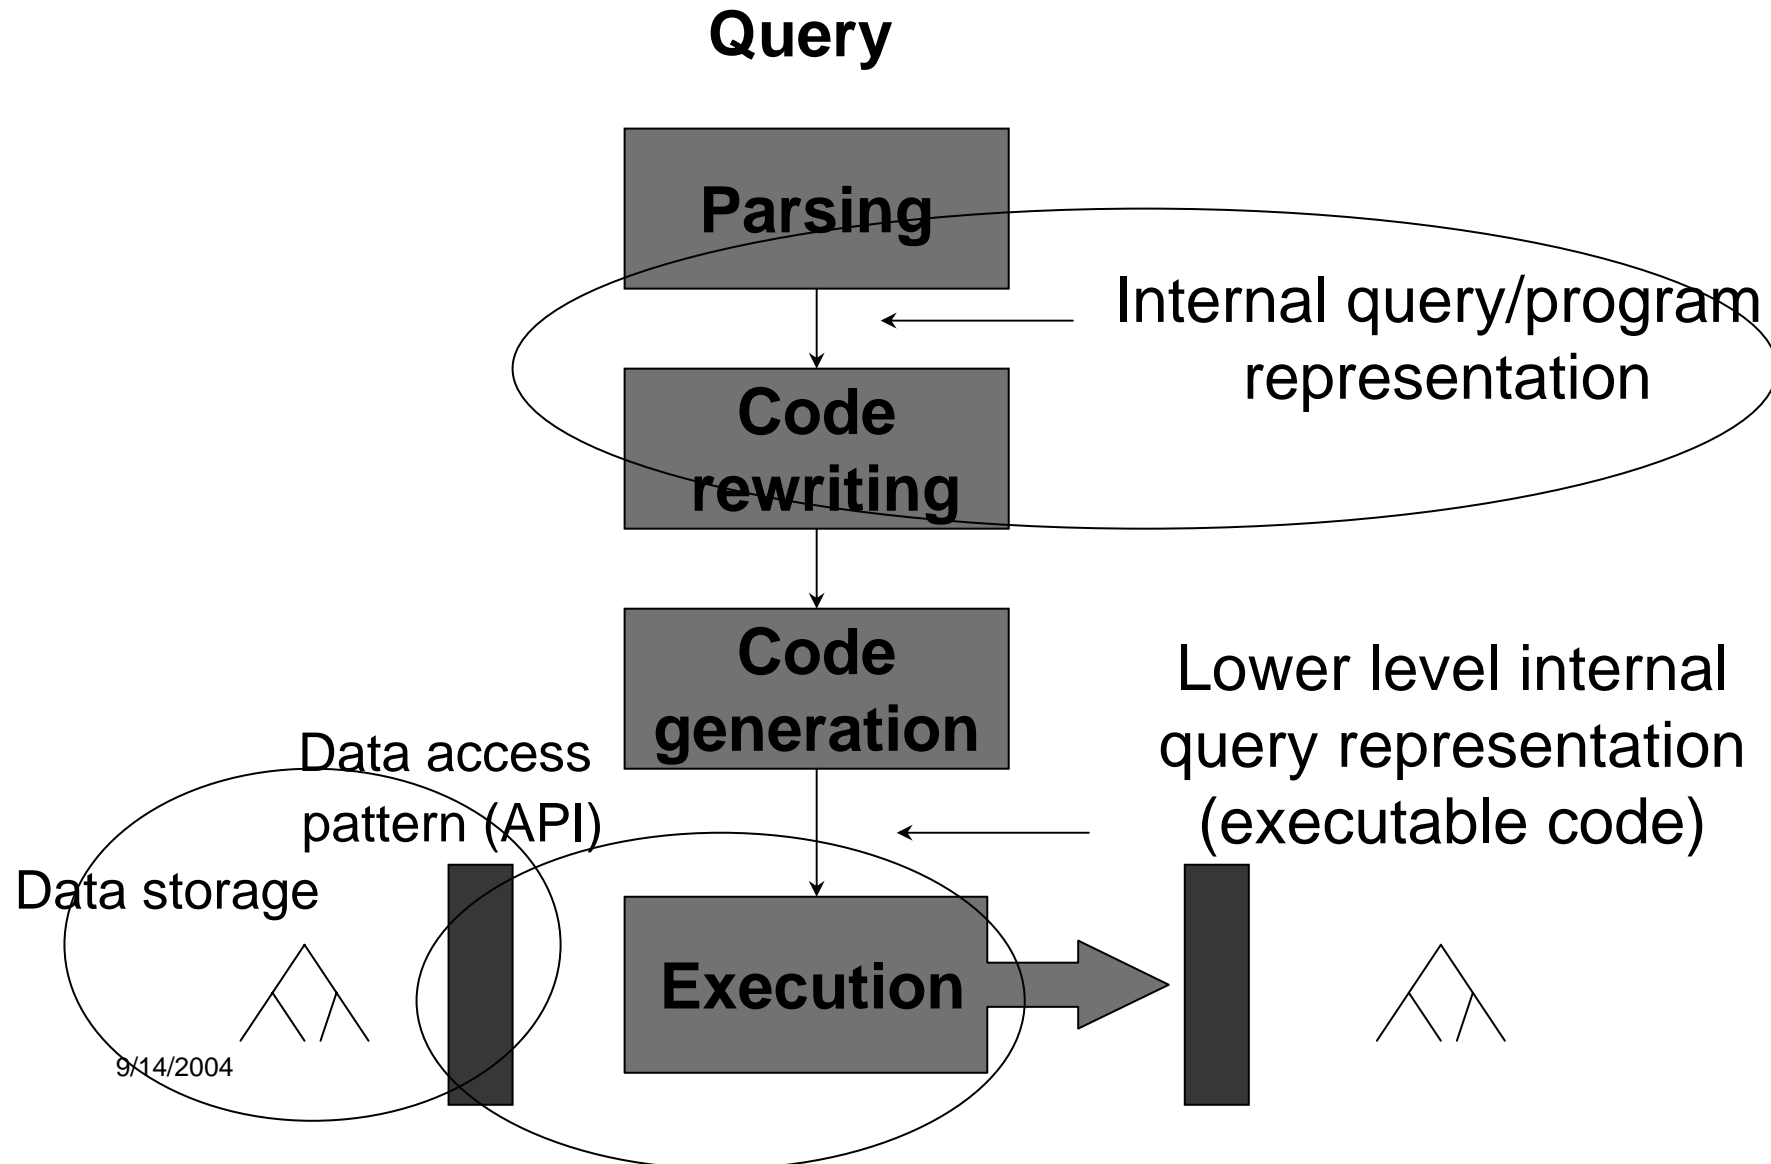 Query
Parsing
Internal query/program
representation
Code
rewriting
Code
generation
Lower level internal
query representation
(executable code)
Data access
pattern (API)
Data storage
Execution
9/14/2004